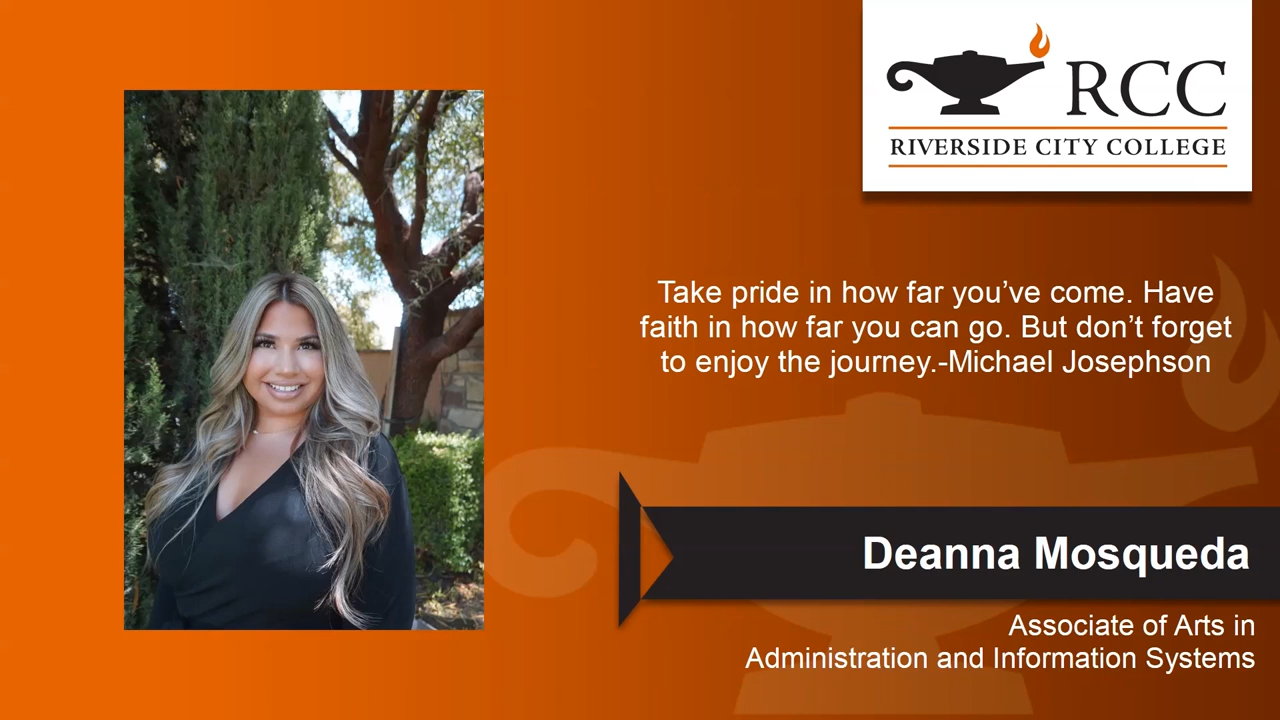 RCC
RIVERSIDE CITY COLLEGE
Take pride in how far you’ve come. Have
faith in how far you can go. But don’t forget
to enjoy the journey.-Michael Josephson
Deanna Mosqueda
Associate of Arts in
Administration and Information Systems